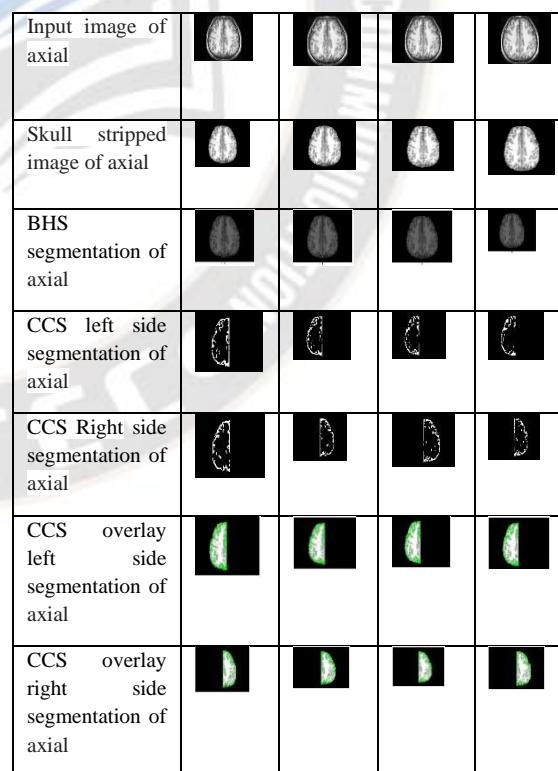 Input image of
axial
Skull stripped
image of axial
BHS
segmentation of
axial
CCS left side
segmentation of
axial
CCS Right side
segmentation of
axial
CCS overlay
left side
segmentation of
axial
CCS overlay
right side
segmentation of
axial